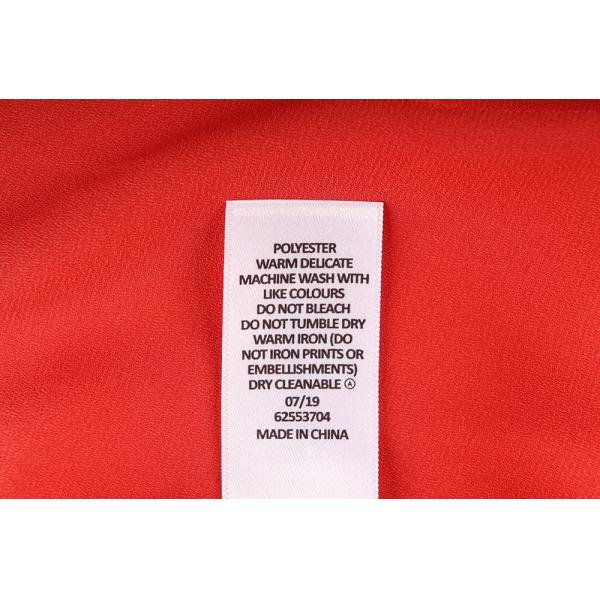 POLYESTER
WARM DELICATE
MACHINE WASH WITH
LIKE COLOURS
DO NOT BLEACH
DO NOT TUMBLE DRY
WARM IRON (DO
NOT IRON PRINTS OR
EMBELLISHMENTS)
DRY CLEANABLE Ⓐ
07/19
62553704
MADE IN CHINA